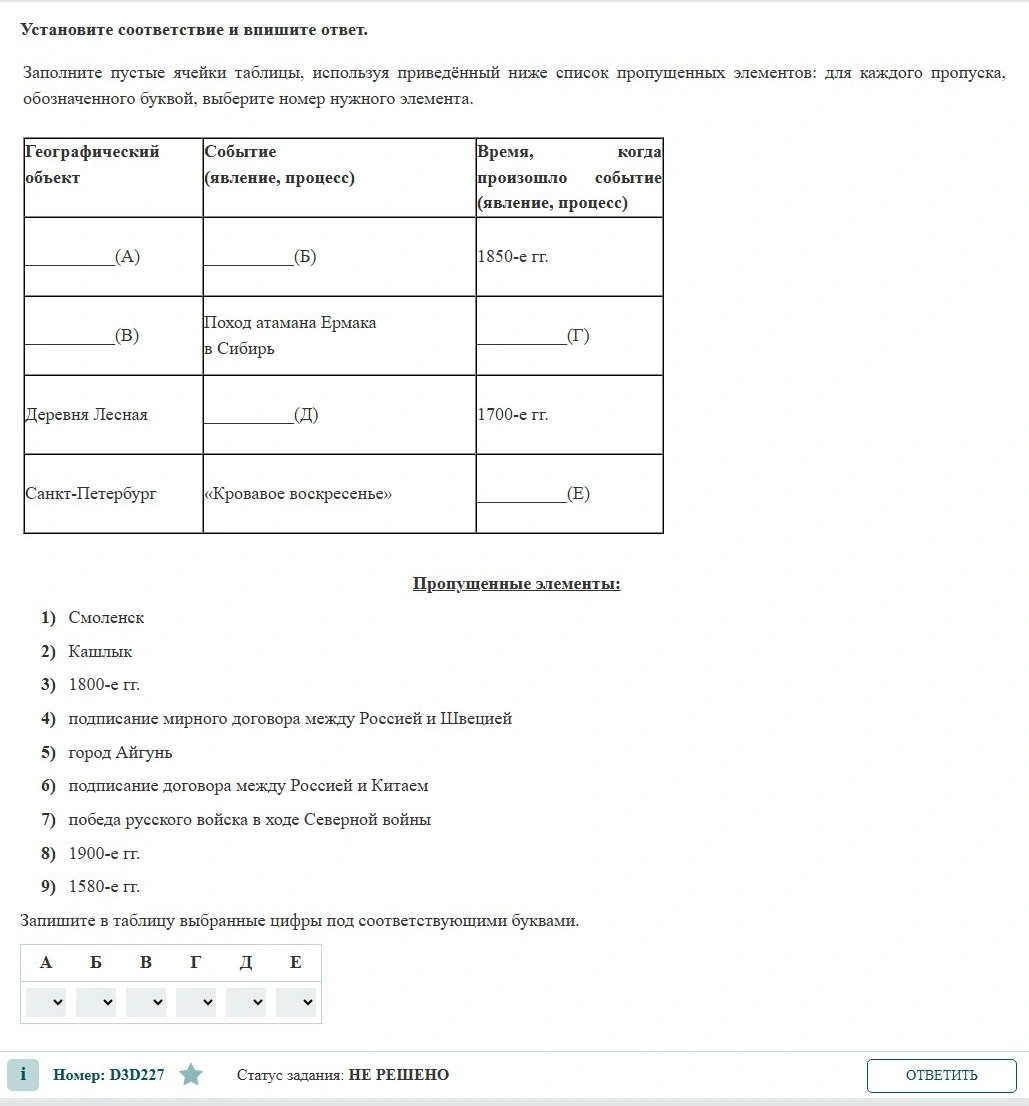 Установите соответствие и впишите ответ.
Заполните пустые ячейки таблицы, используя приведённый ниже список пропущенных элементов: для каждого пропуска,
обозначенного буквой, выберите номер нужного элемента.
Географический объект
Событие (явление, процесс)
Время, когда произошло событие (явление, процесс)
__________(А)
__________(Б)
1850-е гг.
__________(В)
Поход атамана Ермака
в Сибирь
__________(Г)
Деревня Лесная
__________(Д)
1700-е гг.
Санкт-Петербург
«Кровавое воскресенье»
__________(Е)
Пропущенные элементы:
1) Смоленск
2) Кашлык
3) 1800-е гг.
4) подписание мирного договора между Россией и Швецией
5) город Айгунь
6) подписание договора между Россией и Китаем
7) победа русского войска в ходе Северной войны
8) 1900-е гг.
9) 1580-е гг.
Запишите в таблицу выбранные цифры под соответствующими буквами.
А Б В Г Д Е
i Номер: D3D227 Статус задания: НЕ РЕШЕНО ОТВЕТИТЬ